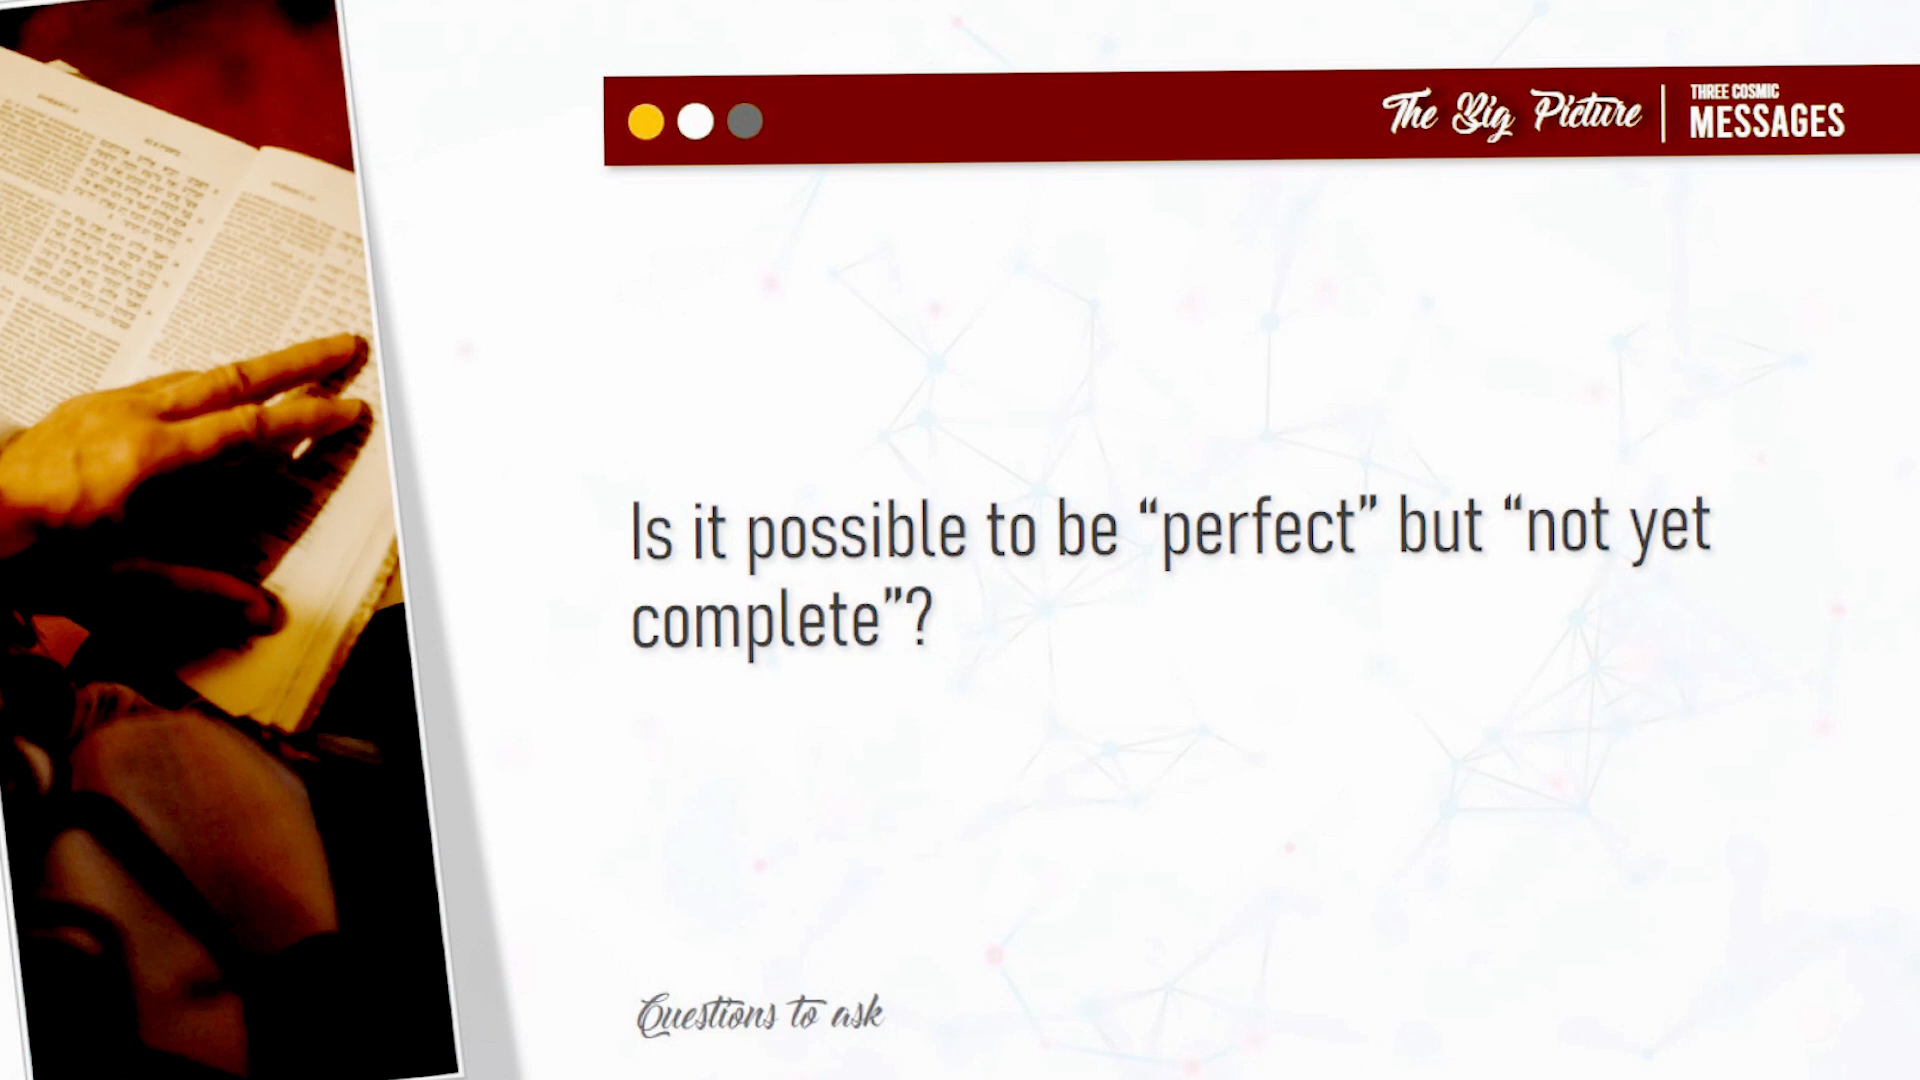 The Big Picture
THREE COSMIC
MESSAGES
Is it possible to be “perfect” but “not yet
complete”?
Questions to ask